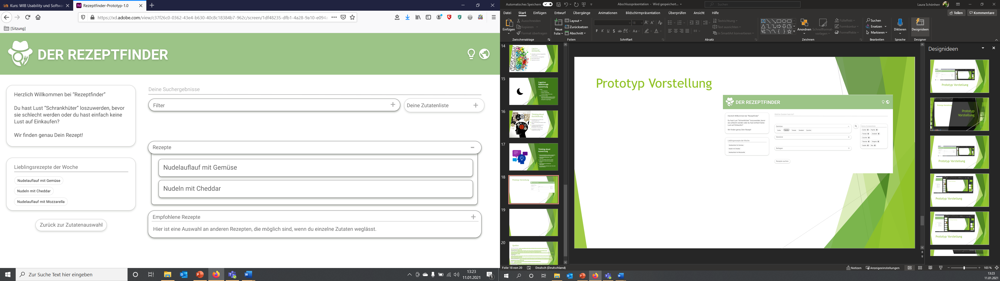 Kurs: WIB Usability und Softwa
Rezeptfinder-Prototyp-1.0
https://xd.adobe.com/view/c37f26c0-0362-43e4-b630-40c8c18384b7-962c/screen/1df48235-dfb1-4a28-9a10-e094a
[Sitzung]
DER REZEPTFINDER
Herzlich Willkommen bei “Rezeptfinder”
Du hast Lust “Schrankhüter” loszuwerden, bevor
sie schlecht werden oder du hast einfach keine
Lust auf Einkaufen?
Wir finden genau Dein Rezept!
Lieblingsrezepte der Woche
Nudelauflauf mit Gemüse
Nudeln mit Cheddar
Nudelauflauf mit Mozzarella
Zurück zur Zutatenauswahl
Deine Suchergebnisse
Filter
Deine Zutatenliste
Rezepte
Nudelauflauf mit Gemüse
Nudeln mit Cheddar
Empfohlene Rezepte
Hier ist eine Auswahl an anderen Rezepten, die möglich sind, wenn du einzelne Zutaten weglässt.
Zur Suche Text hier eingeben
13:23
11.01.2021
Automatisches Speichern
Abschlusspräsentation - Wird gespeichert...
Suchen
Laura Schönherr
Datei Start Einfügen Entwurf Übergänge Animationen Bildschirmpräsentation Überprüfen Ansicht Hilfe
Teilen
Kommentare
Einfügen
Ausschneiden
Kopieren
Format übertragen
Zwischenablage
Neue
Folie
Layout
Zurücksetzen
Abschnitt
Folien
18
F K U S ab AV Aa A
Schriftart
Textrichtung
Text ausrichten
In SmartArt konvertieren
Absatz
Anordnen
Schnellformat-
vorlagen
Fülleffekt
Formkontur
Formeffekte
Zeichnen
Suchen
Ersetzen
Markieren
Bearbeiten
Diktieren
Sprache
Designideen
Designer
14
Cognitive
Walkthrough
Durchführung
15
Cognitive
Walkthrough
Auswertung
16
Thinking Aloud
Durchführung
17
Thinking Aloud
Auswertung
18
Prototyp Vorstellung
19
20
Quellen
Prototyp Vorstellung
DER REZEPTFINDER
Herzlich Willkommen bei “Rezeptfinder”
Du hast Lust “Schrankhüter” loszuwerden, bevor
sie schlecht werden oder du hast einfach keine
Lust auf Einkaufen?
Wir finden genau Dein Rezept!
Lieblingsrezepte der Woche
Nudelauflauf mit Gemüse
Nudeln mit Cheddar
Nudelauflauf mit Mozzarella
Welche Zutaten hast du?
Gemüse
Gurke Paprika Tomate Zwiebeln Zucchini
Gewürze
Beilagen
Rezepte suchen
Deine Zutatenliste
Designideen
Prototyp Vorstellung
Prototyp
Vorstellung
Prototyp Vorstellung
Prototyp Vorstellung
Prototyp Vorstellung
Folie 18 von 20
Deutsch (Deutschland)
Notizen
Anzeigeeinstellungen
103 %
13:23
11.01.2021